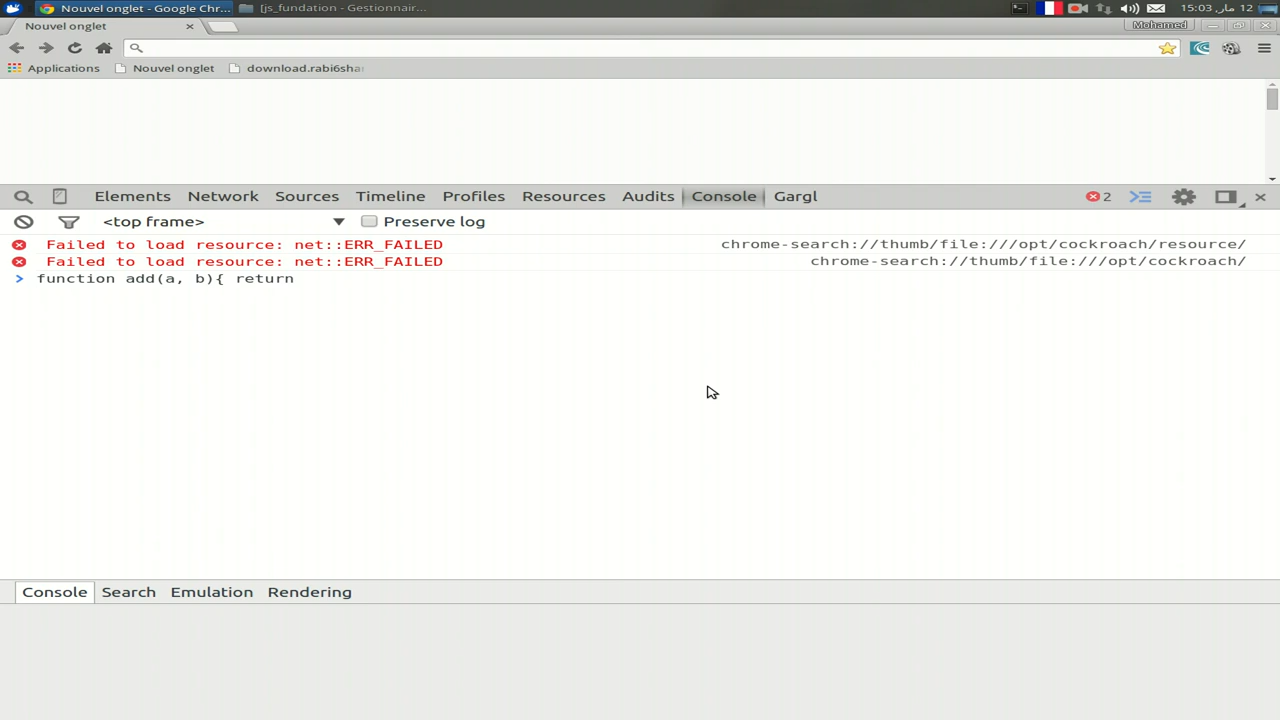 Nouvel onglet - Google Chr...
[js_fundation - Gestionnair...
15:03 ,مار 12
Nouvel onglet
Mohamed
Applications
Nouvel onglet
download.rabi6sha
Elements
Network
Sources
Timeline
Profiles
Resources
Audits
Console
Gargl
2
<top frame>
Preserve log
Failed to load resource: net::ERR_FAILED chrome-search://thumb/file:///opt/cockroach/resource/
Failed to load resource: net::ERR_FAILED chrome-search://thumb/file:///opt/cockroach/
> function add(a, b){ return
Console
Search
Emulation
Rendering